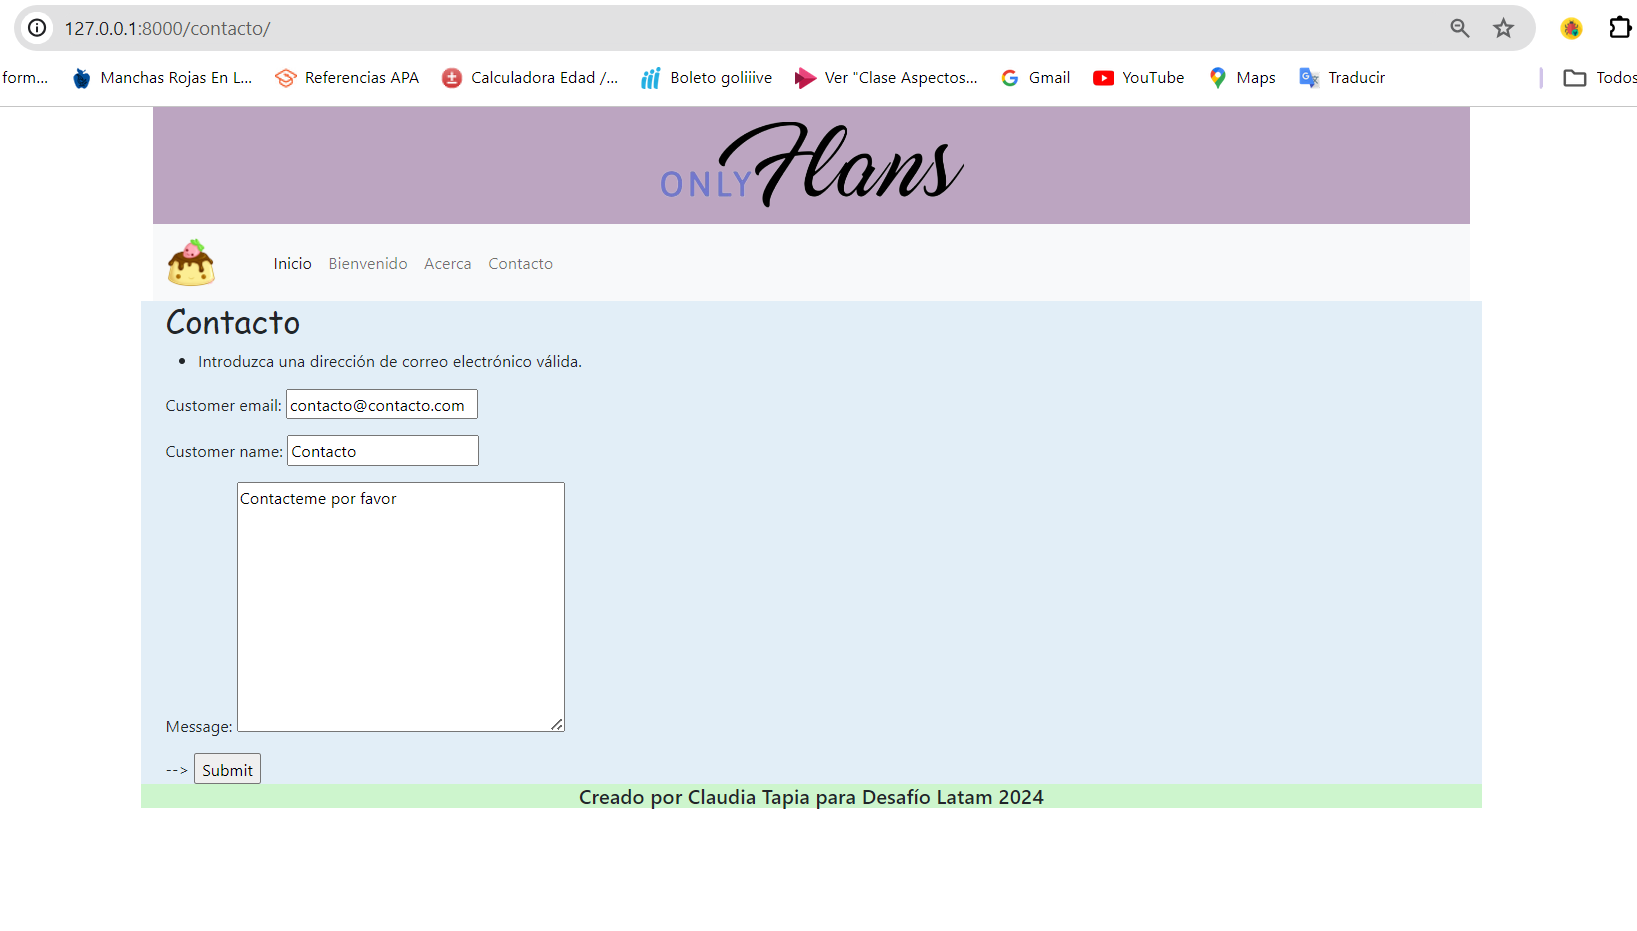 127.0.0.1:8000/contacto/
form... Manchas Rojas En L... Referencias APA Calculadora Edad /... Boleto goliiive Ver "Clase Aspectos... Gmail YouTube Maps Traducir Todos
ONLY Flans
Inicio Bienvenido Acerca Contacto
Contacto
• Introduzca una dirección de correo electrónico válida.
Customer email: contacto@contacto.com
Customer name: Contacto
Contacteme por favor
Message:
--> Submit
Creado por Claudia Tapia para Desafío Latam 2024